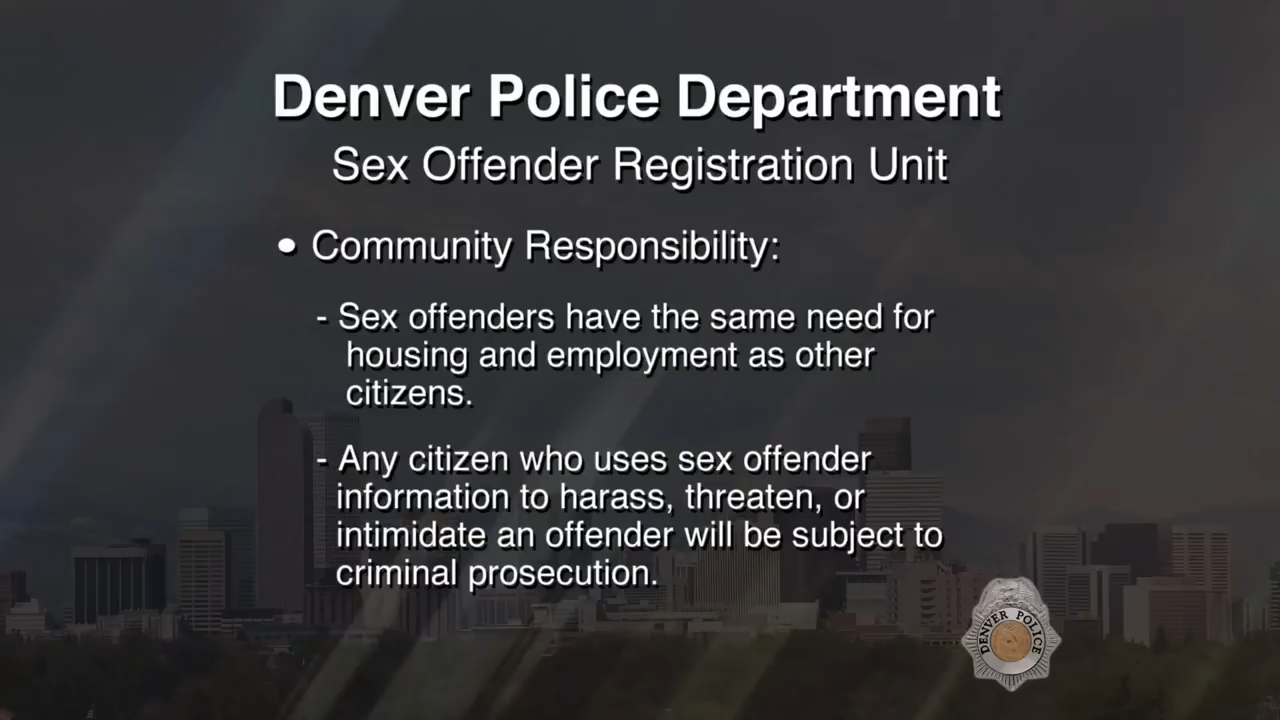 Denver Police Department
Sex Offender Registration Unit
• Community Responsibility:
- Sex offenders have the same need for
housing and employment as other
citizens.
- Any citizen who uses sex offender
information to harass, threaten, or
intimidate an offender will be subject to
criminal prosecution.
DENVER POLICE